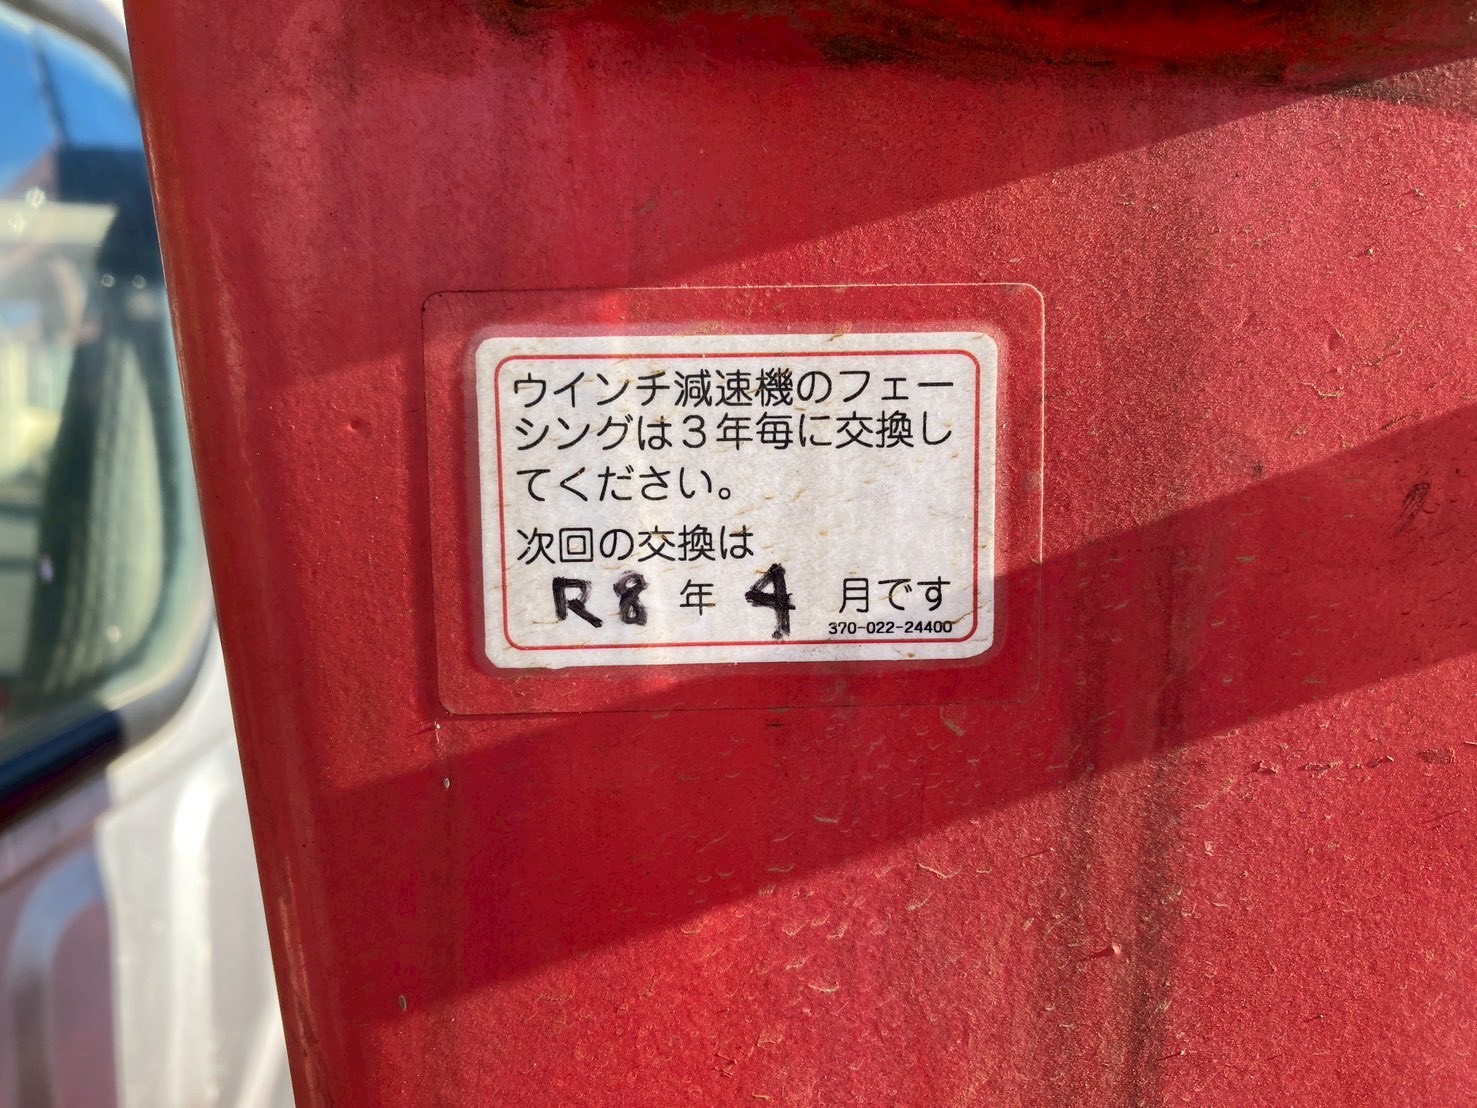 ウインチ減速機のフェー
シングは3年毎に交換し
てください。
次回の交換は
R8年 4 月です
370-022-24400